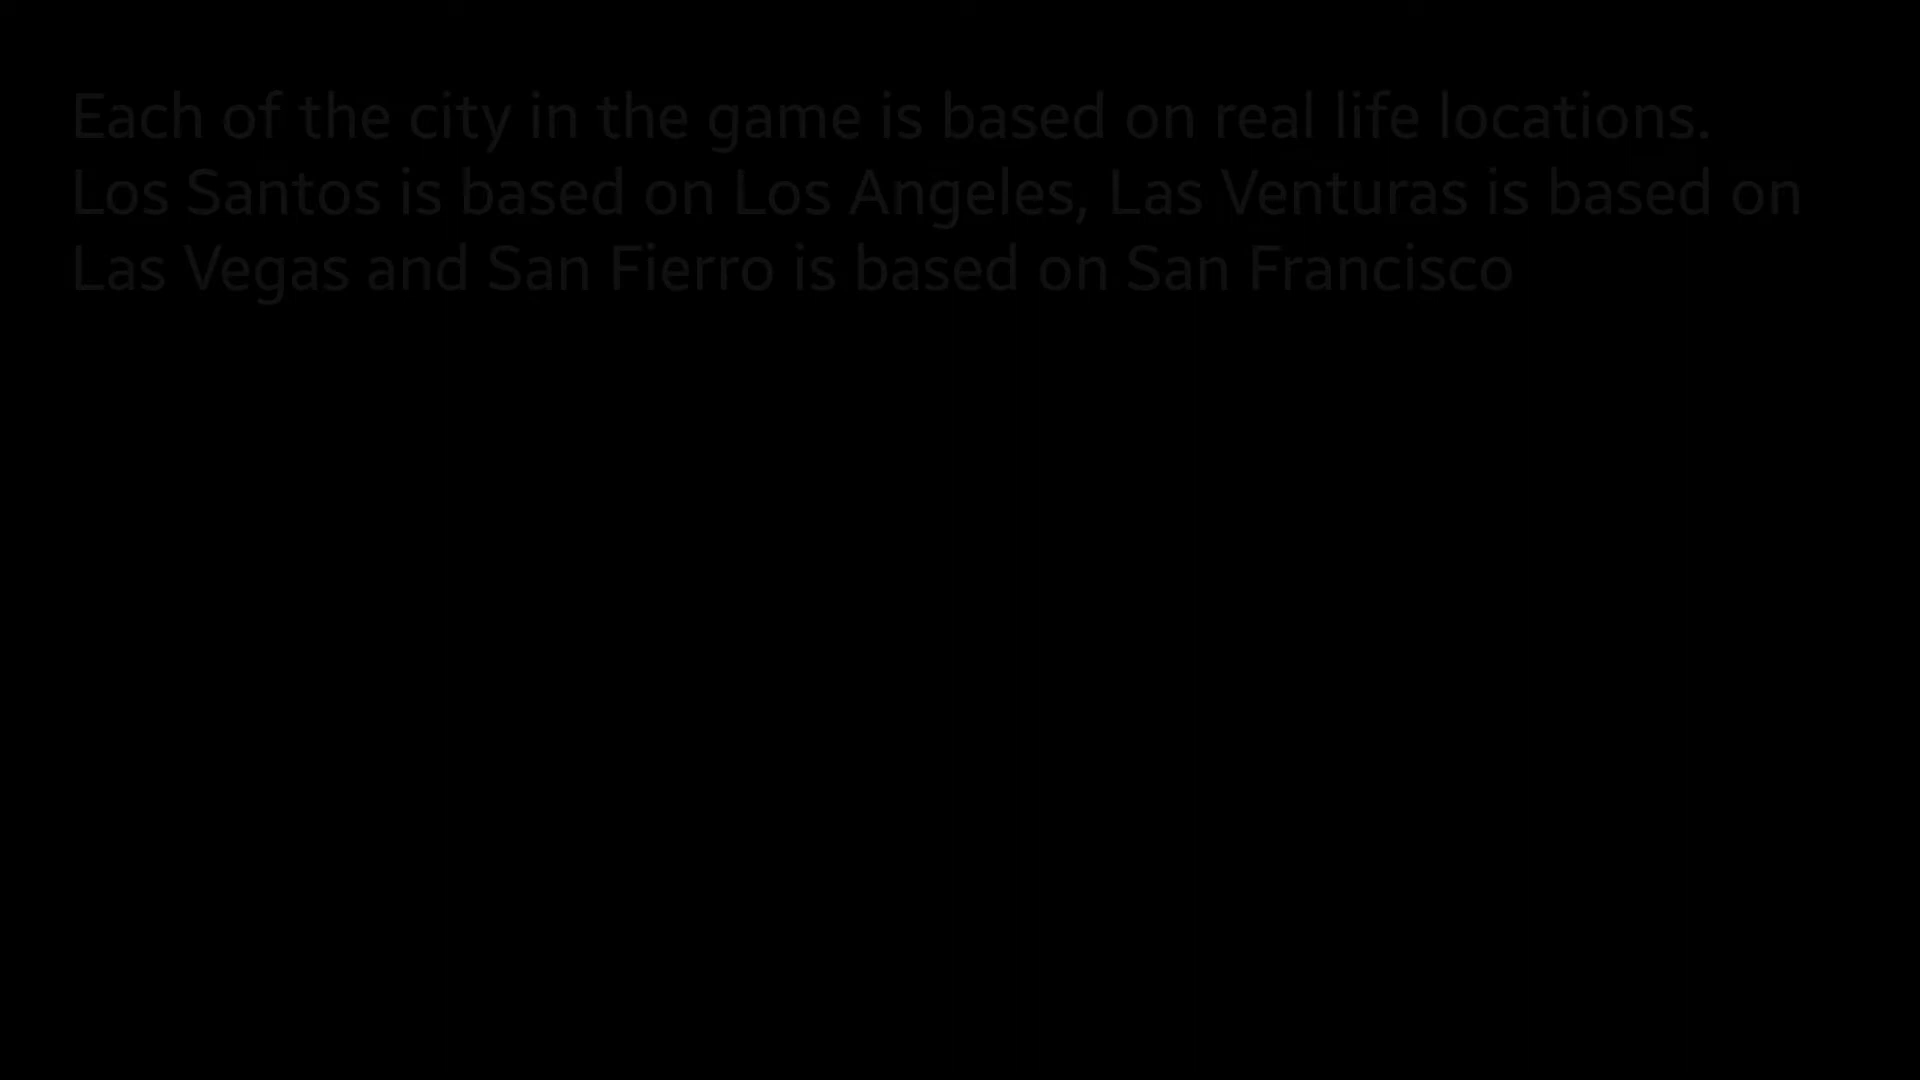 Each of the city in the game is based on real life locations.
Los Santos is based on Los Angeles, Las Venturas is based on
Las Vegas and San Fierro is based on San Francisco